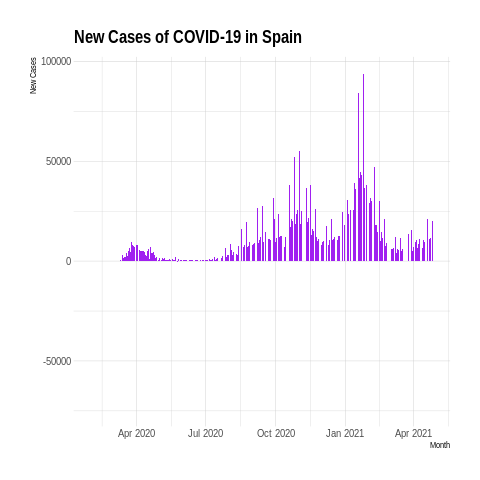 New Cases of COVID-19 in Spain
New Cases
100000
50000
0
-50000
Apr 2020 Jul 2020 Oct 2020 Jan 2021 Apr 2021
Month